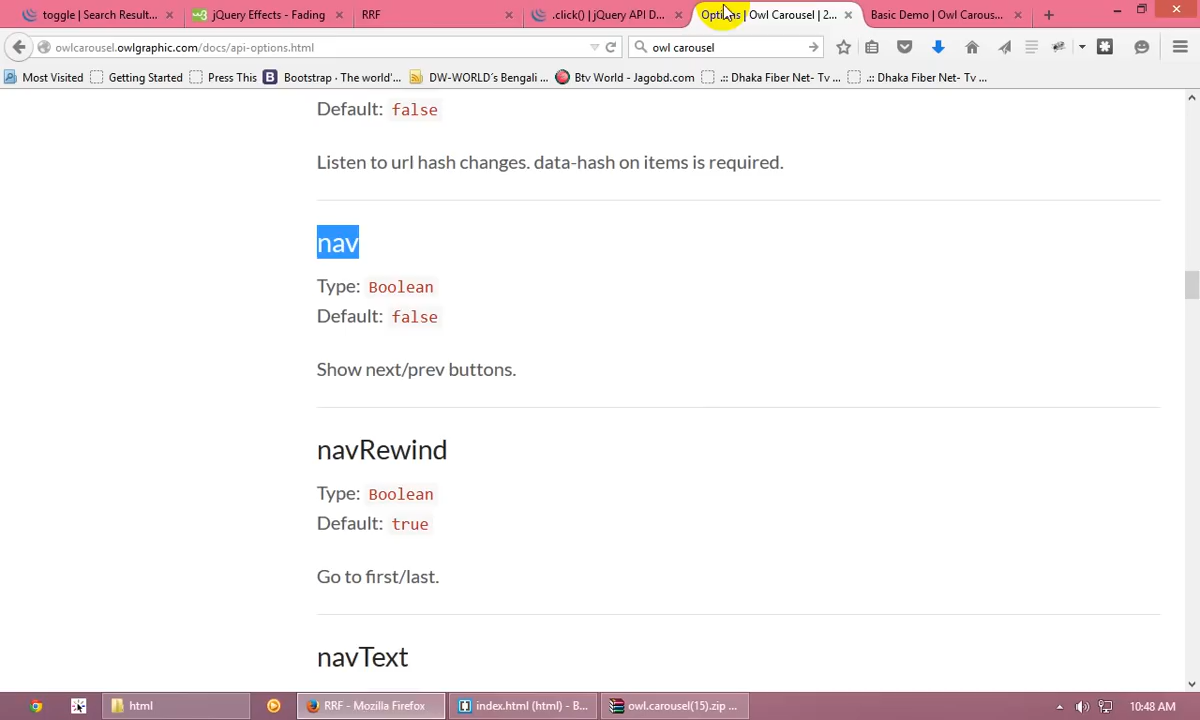 toggle | Search Result...
jQuery Effects - Fading
RRF
.click() | jQuery API D...
Options | Owl Carousel | 2...
Basic Demo | Owl Carous...
owlcarousel.owlgraphic.com/docs/api-options.html
owl carousel
Most Visited
Getting Started
Press This
Bootstrap · The world'...
DW-WORLD´s Bengali ...
Btv World - Jagobd.com
.:: Dhaka Fiber Net- Tv ...
.:: Dhaka Fiber Net- Tv ...
Default: false
Listen to url hash changes. data-hash on items is required.
nav
Type: Boolean
Default: false
Show next/prev buttons.
navRewind
Type: Boolean
Default: true
Go to first/last.
navText
html
RRF - Mozilla Firefox
index.html (html) - B...
owl.carousel(15).zip ...
10:48 AM